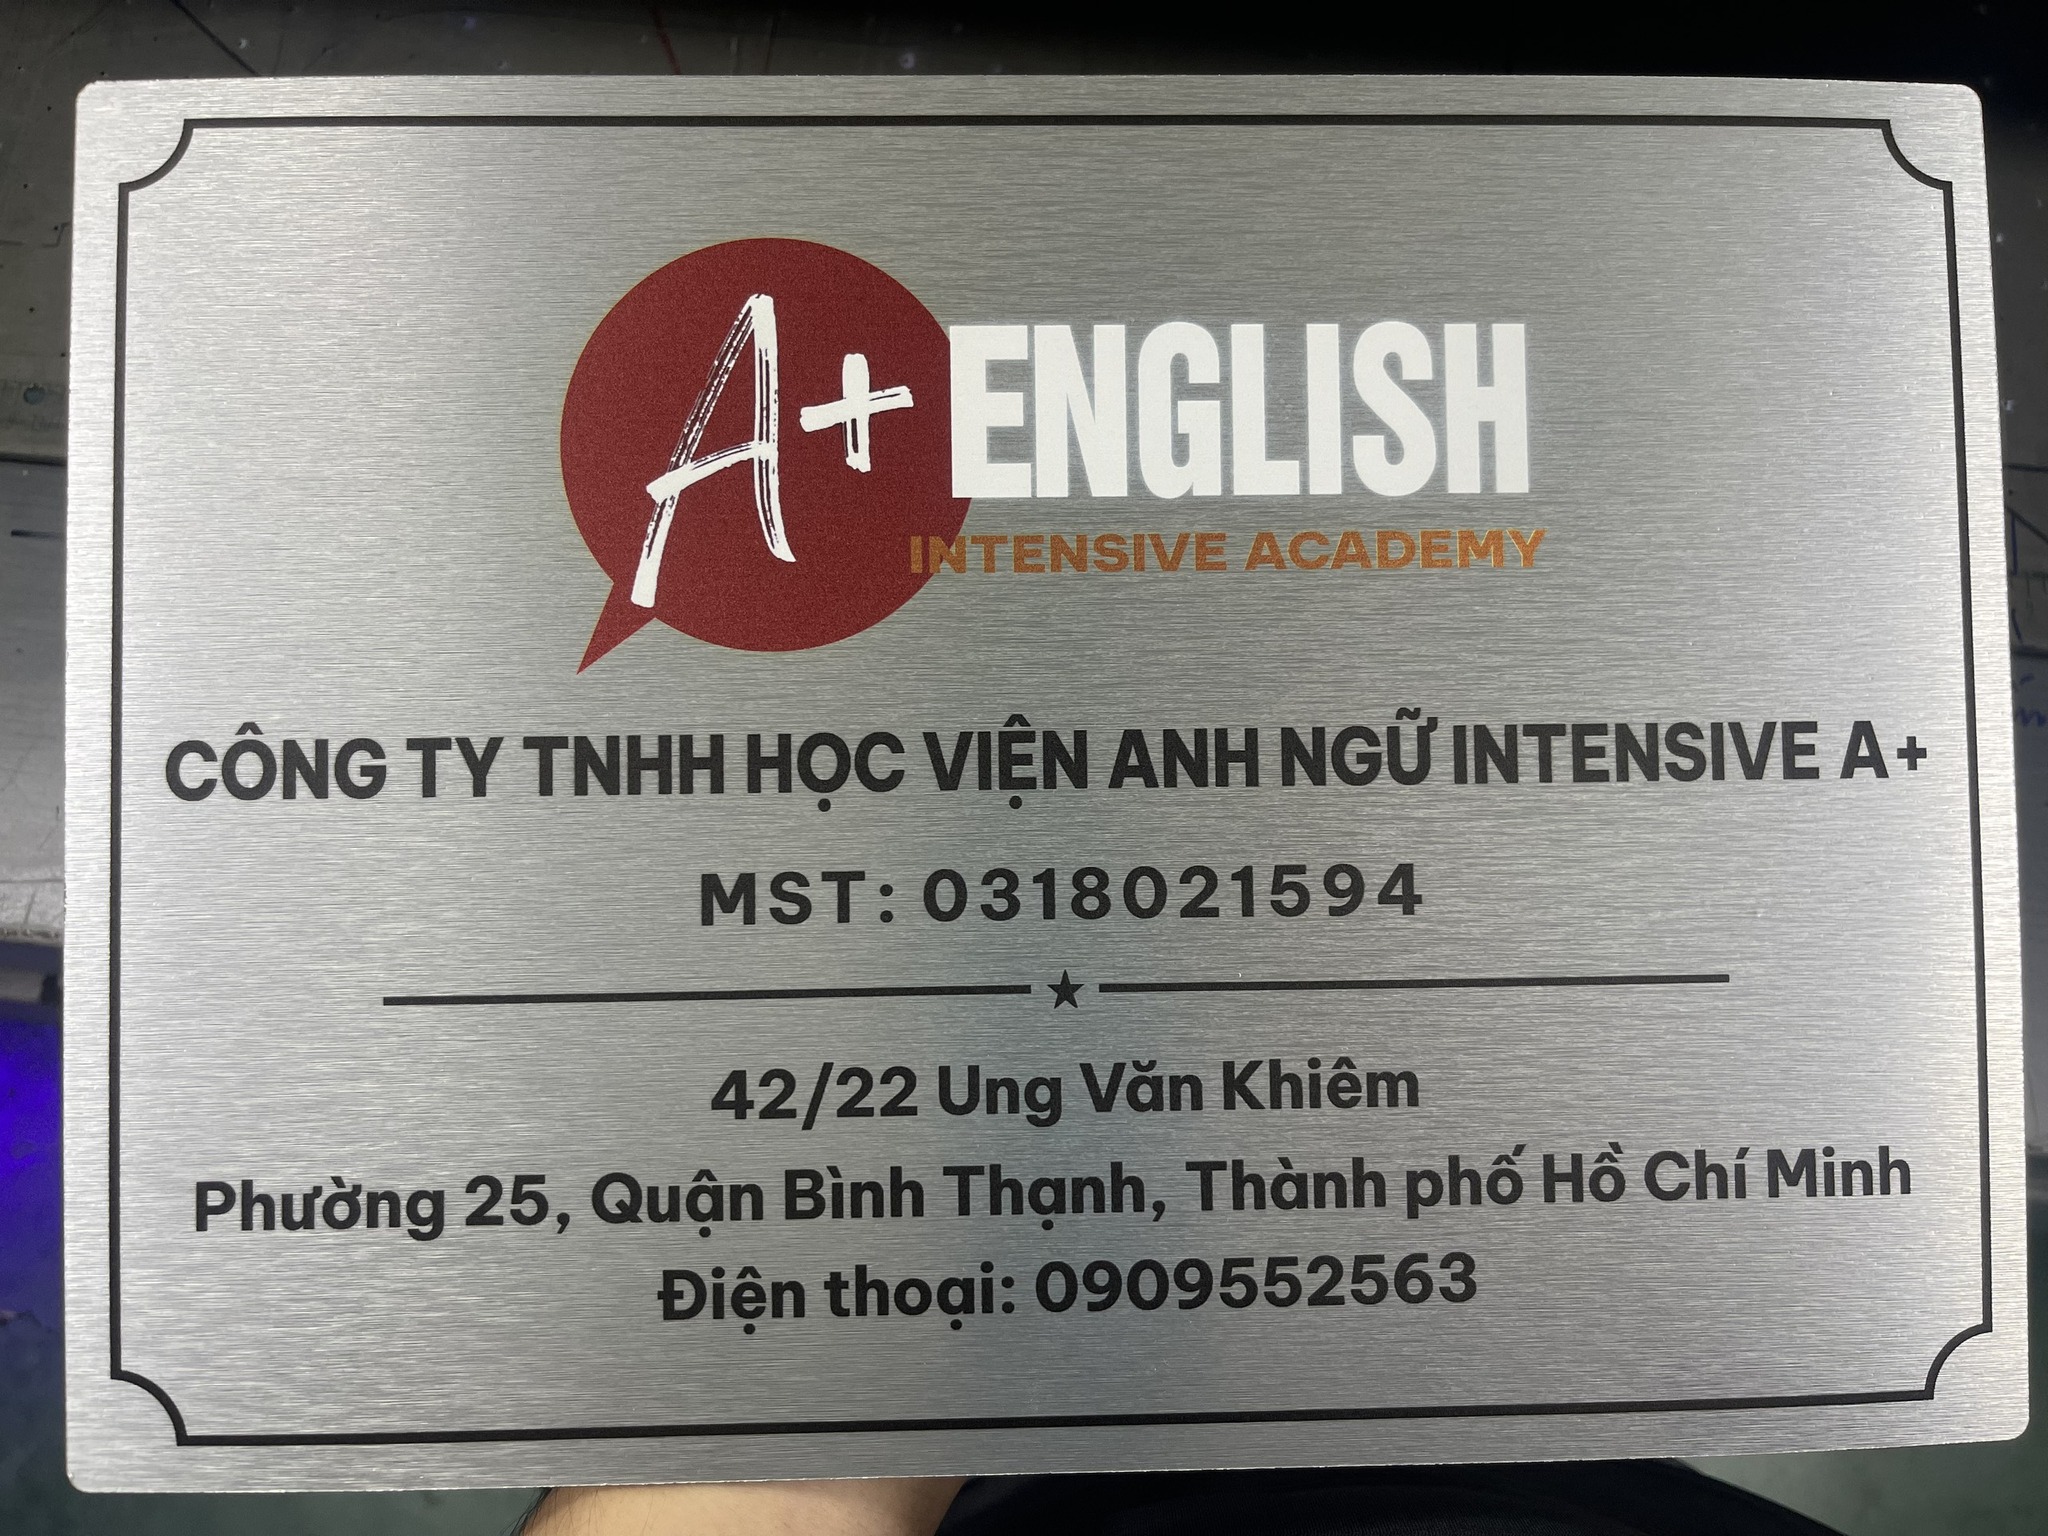 A+ ENGLISH
INTENSIVE ACADEMY
CÔNG TY TNHH HỌC VIỆN ANH NGỮ INTENSIVE A+
MST: 0318021594
42/22 Ung Văn Khiêm
Phường 25, Quận Bình Thạnh, Thành phố Hồ Chí Minh
Điện thoại: 0909552563